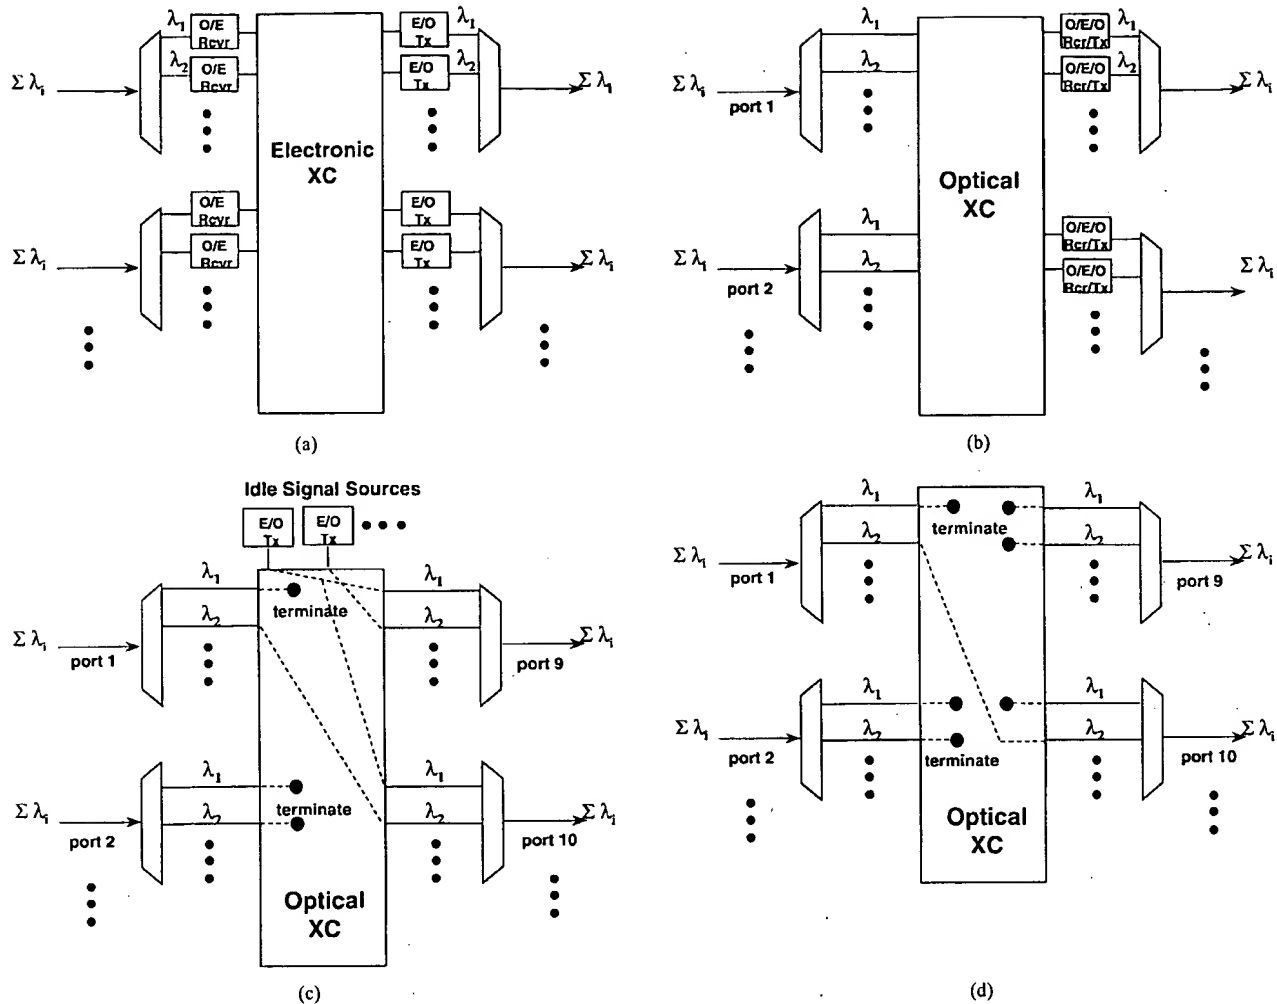 λ1 O/E Rcvr E/O Tx λ1
λ2 O/E Rcvr E/O Tx λ2
Σ λi Σ λi
Electronic
XC
O/E Rcvr E/O Tx
O/E Rcvr E/O Tx
Σ λi Σ λi
(a)
λ1 O/E/O Rcr/Tx λ1
λ2 O/E/O Rcr/Tx λ2
Σ λi port 1 Σ λi
Optical
XC
λ1 O/E/O Rcr/Tx
λ2 O/E/O Rcr/Tx
Σ λi port 2 Σ λi
(b)
Idle Signal Sources
E/O Tx E/O Tx
λ1 terminate λ1
λ2 λ2
Σ λi port 1 port 9 Σ λi
λ1 terminate λ1
λ2 λ2
Σ λi port 2 port 10 Σ λi
Optical
XC
(c)
λ1 terminate λ1
λ2 λ2
Σ λi port 1 port 9 Σ λi
λ1 λ1
λ2 terminate λ2
Σ λi port 2 port 10 Σ λi
Optical
XC
(d)